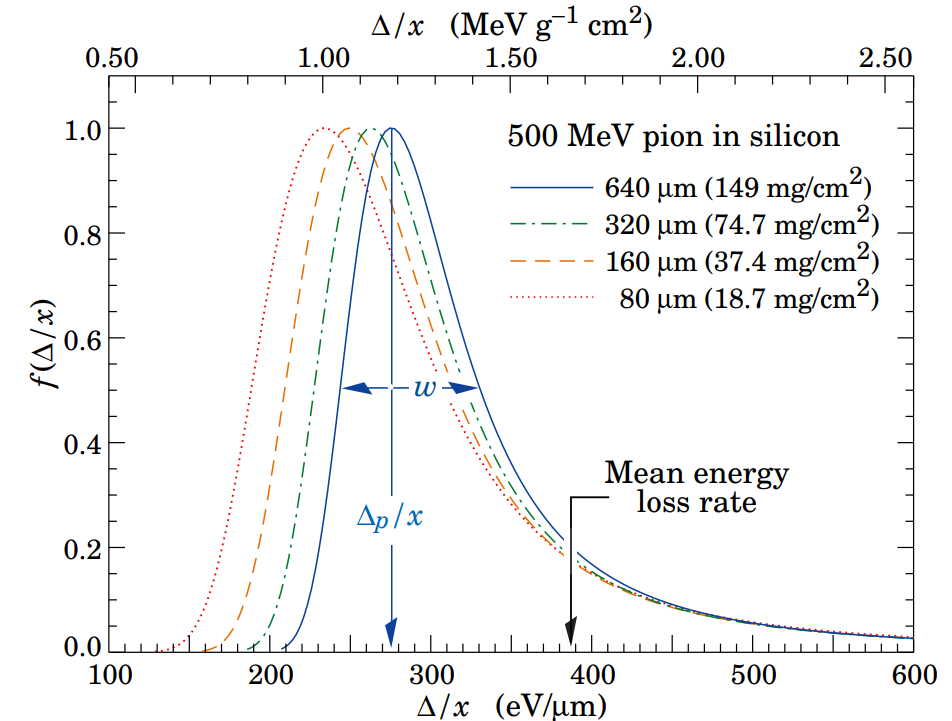 Δ/x (MeV g⁻¹ cm²)
0.50 1.00 1.50 2.00 2.50
1.0
0.8
0.6
0.4
0.2
0.0
f(Δ/x)
500 MeV pion in silicon
640 μm (149 mg/cm²)
320 μm (74.7 mg/cm²)
160 μm (37.4 mg/cm²)
80 μm (18.7 mg/cm²)
w
Δp/x
Mean energy
loss rate
100 200 300 400 500 600
Δ/x (eV/μm)